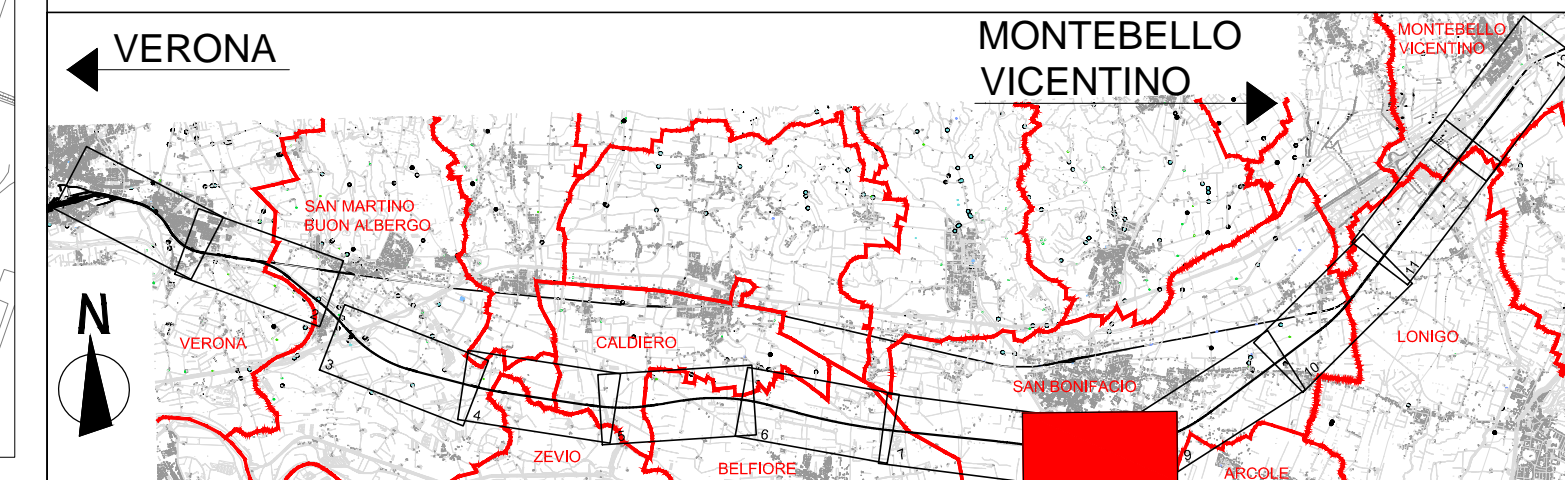 VERONA
MONTEBELLO
VICENTINO
MONTEBELLO
VICENTINO
SAN MARTINO
BUON ALBERGO
N
VERONA
CALDIERO
LONIGO
SAN BONIFACIO
ZEVIO
BELFIORE
ARCOLE
3
4
5
6
7
9
10
11
12